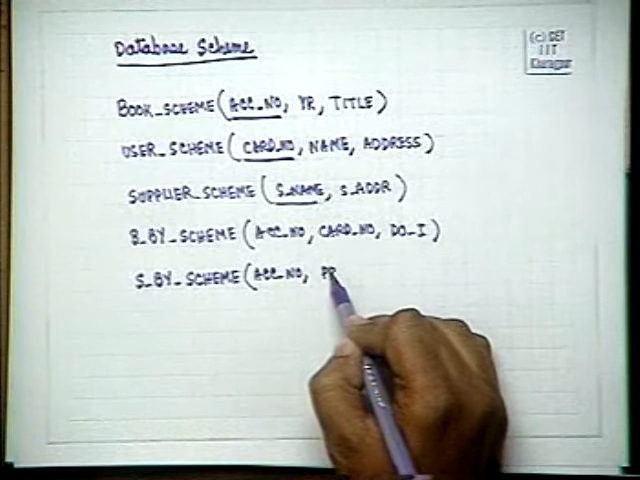 Database Scheme
(c) CET
IIT
Kharagpur
BOOK_SCHEME(ACC_NO, YR, TITLE)
USER_SCHEME(CARD_NO, NAME, ADDRESS)
SUPPLIER_SCHEME(S_NAME, S_ADDR)
B_BY_SCHEME(ACC_NO, CARD_NO, DO_I)
S_BY_SCHEME(ACC_NO, PR